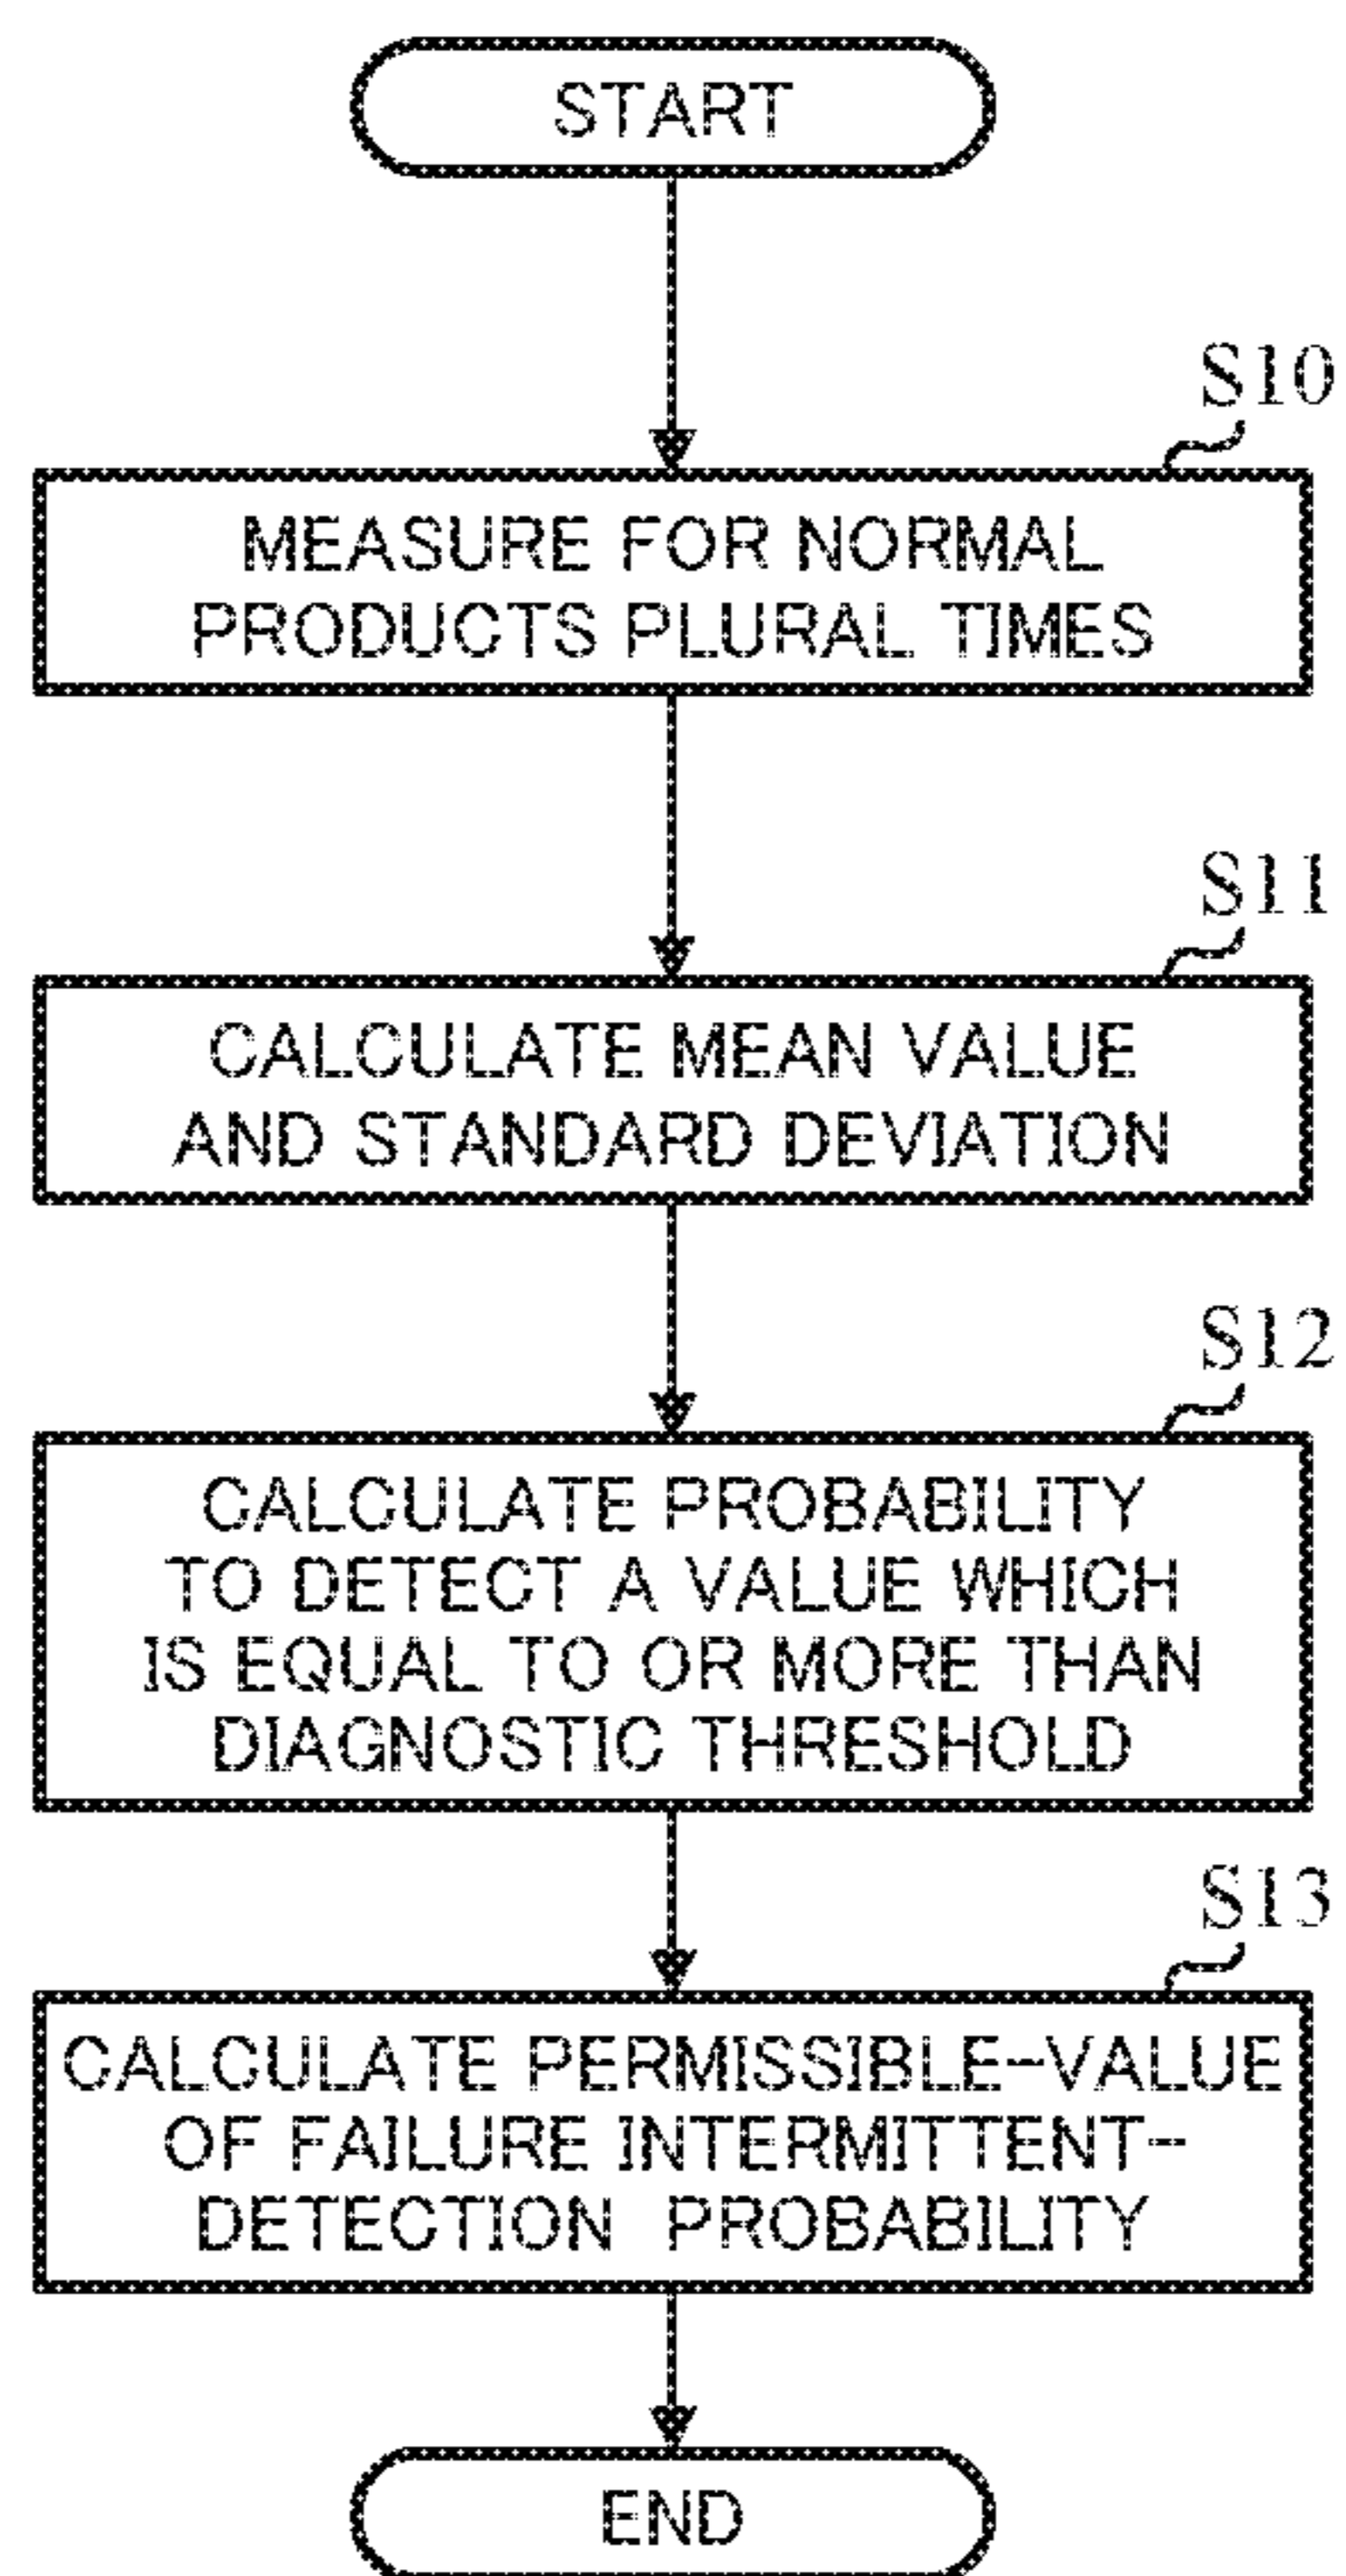 START
S10
MEASURE FOR NORMAL
PRODUCTS PLURAL TIMES
S11
CALCULATE MEAN VALUE
AND STANDARD DEVIATION
S12
CALCULATE PROBABILITY
TO DETECT A VALUE WHICH
IS EQUAL TO OR MORE THAN
DIAGNOSTIC THRESHOLD
S13
CALCULATE PERMISSIBLE-VALUE
OF FAILURE INTERMITTENT-
DETECTION PROBABILITY
END